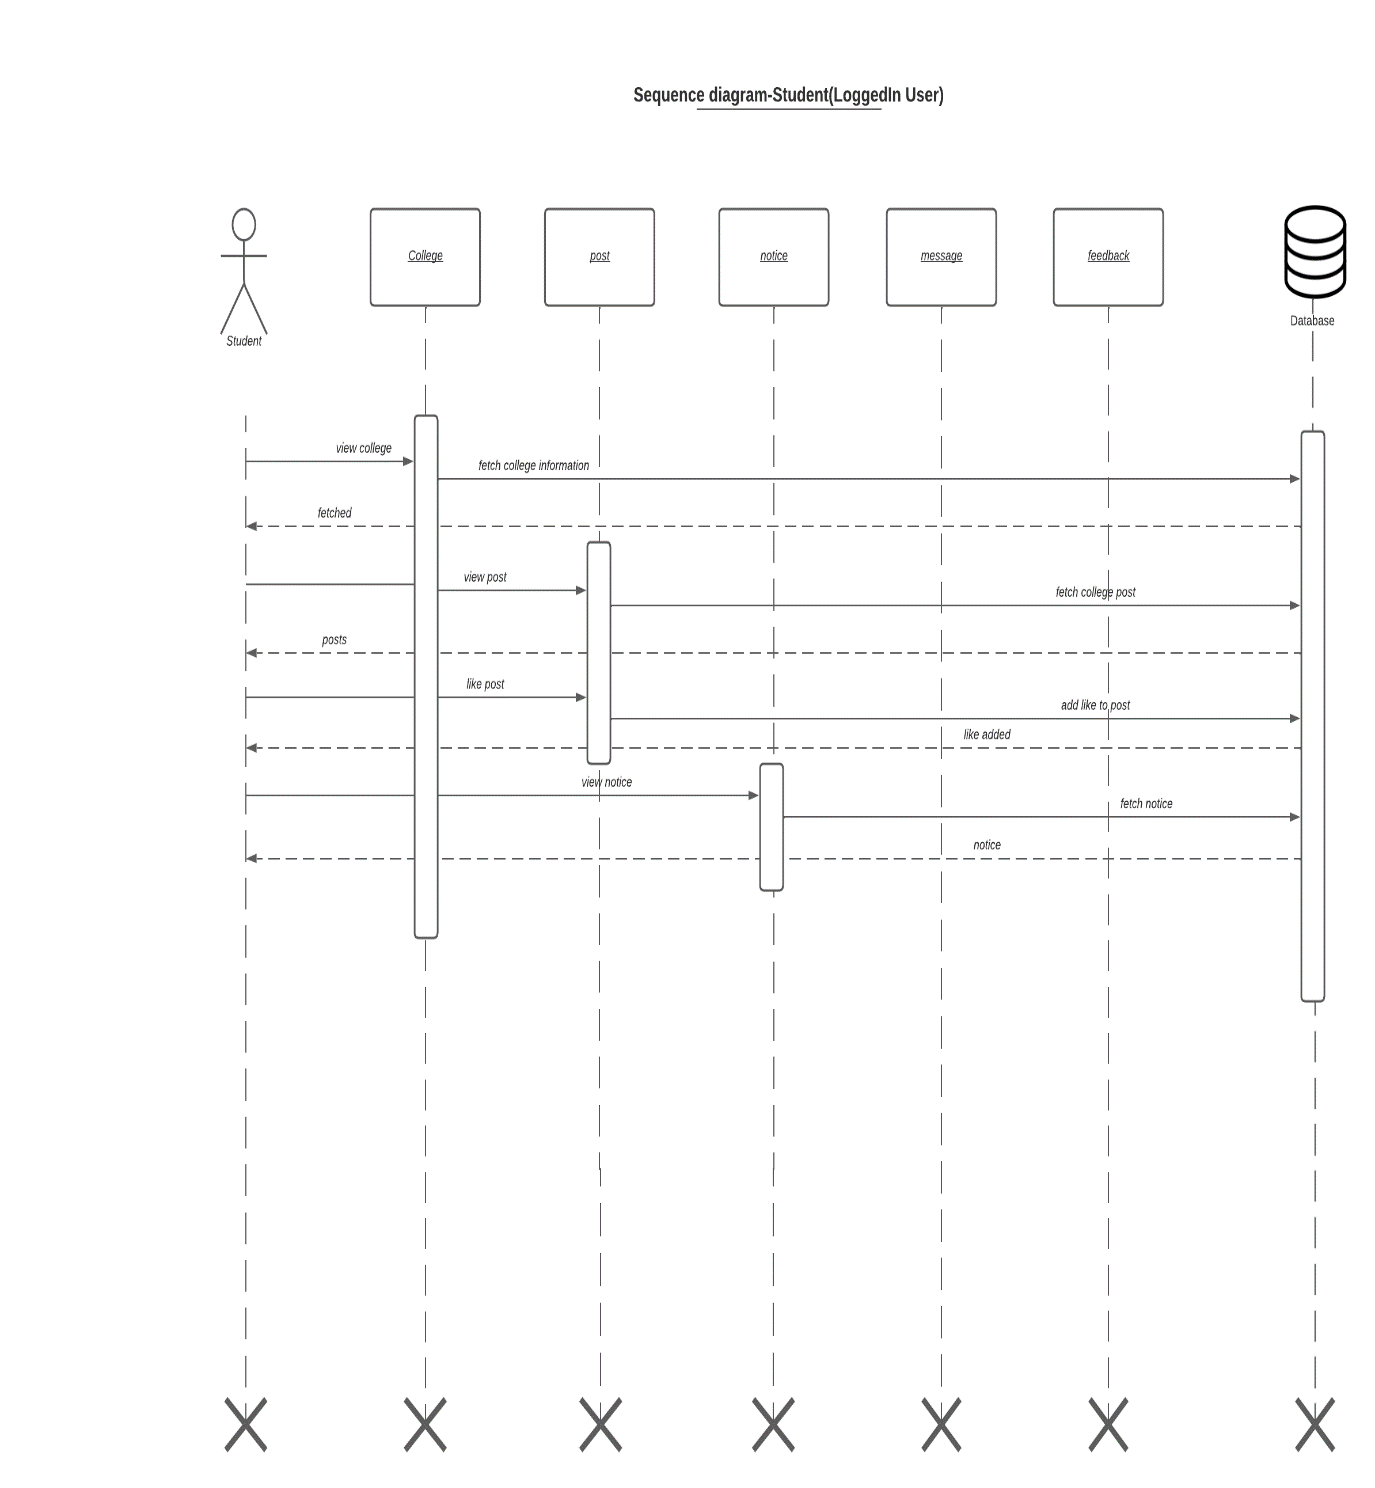 Sequence diagram-Student(LoggedIn User)
College
post
notice
message
feedback
Database
Student
view college
fetch college information
fetched
view post
fetch college post
posts
like post
add like to post
like added
view notice
fetch notice
notice